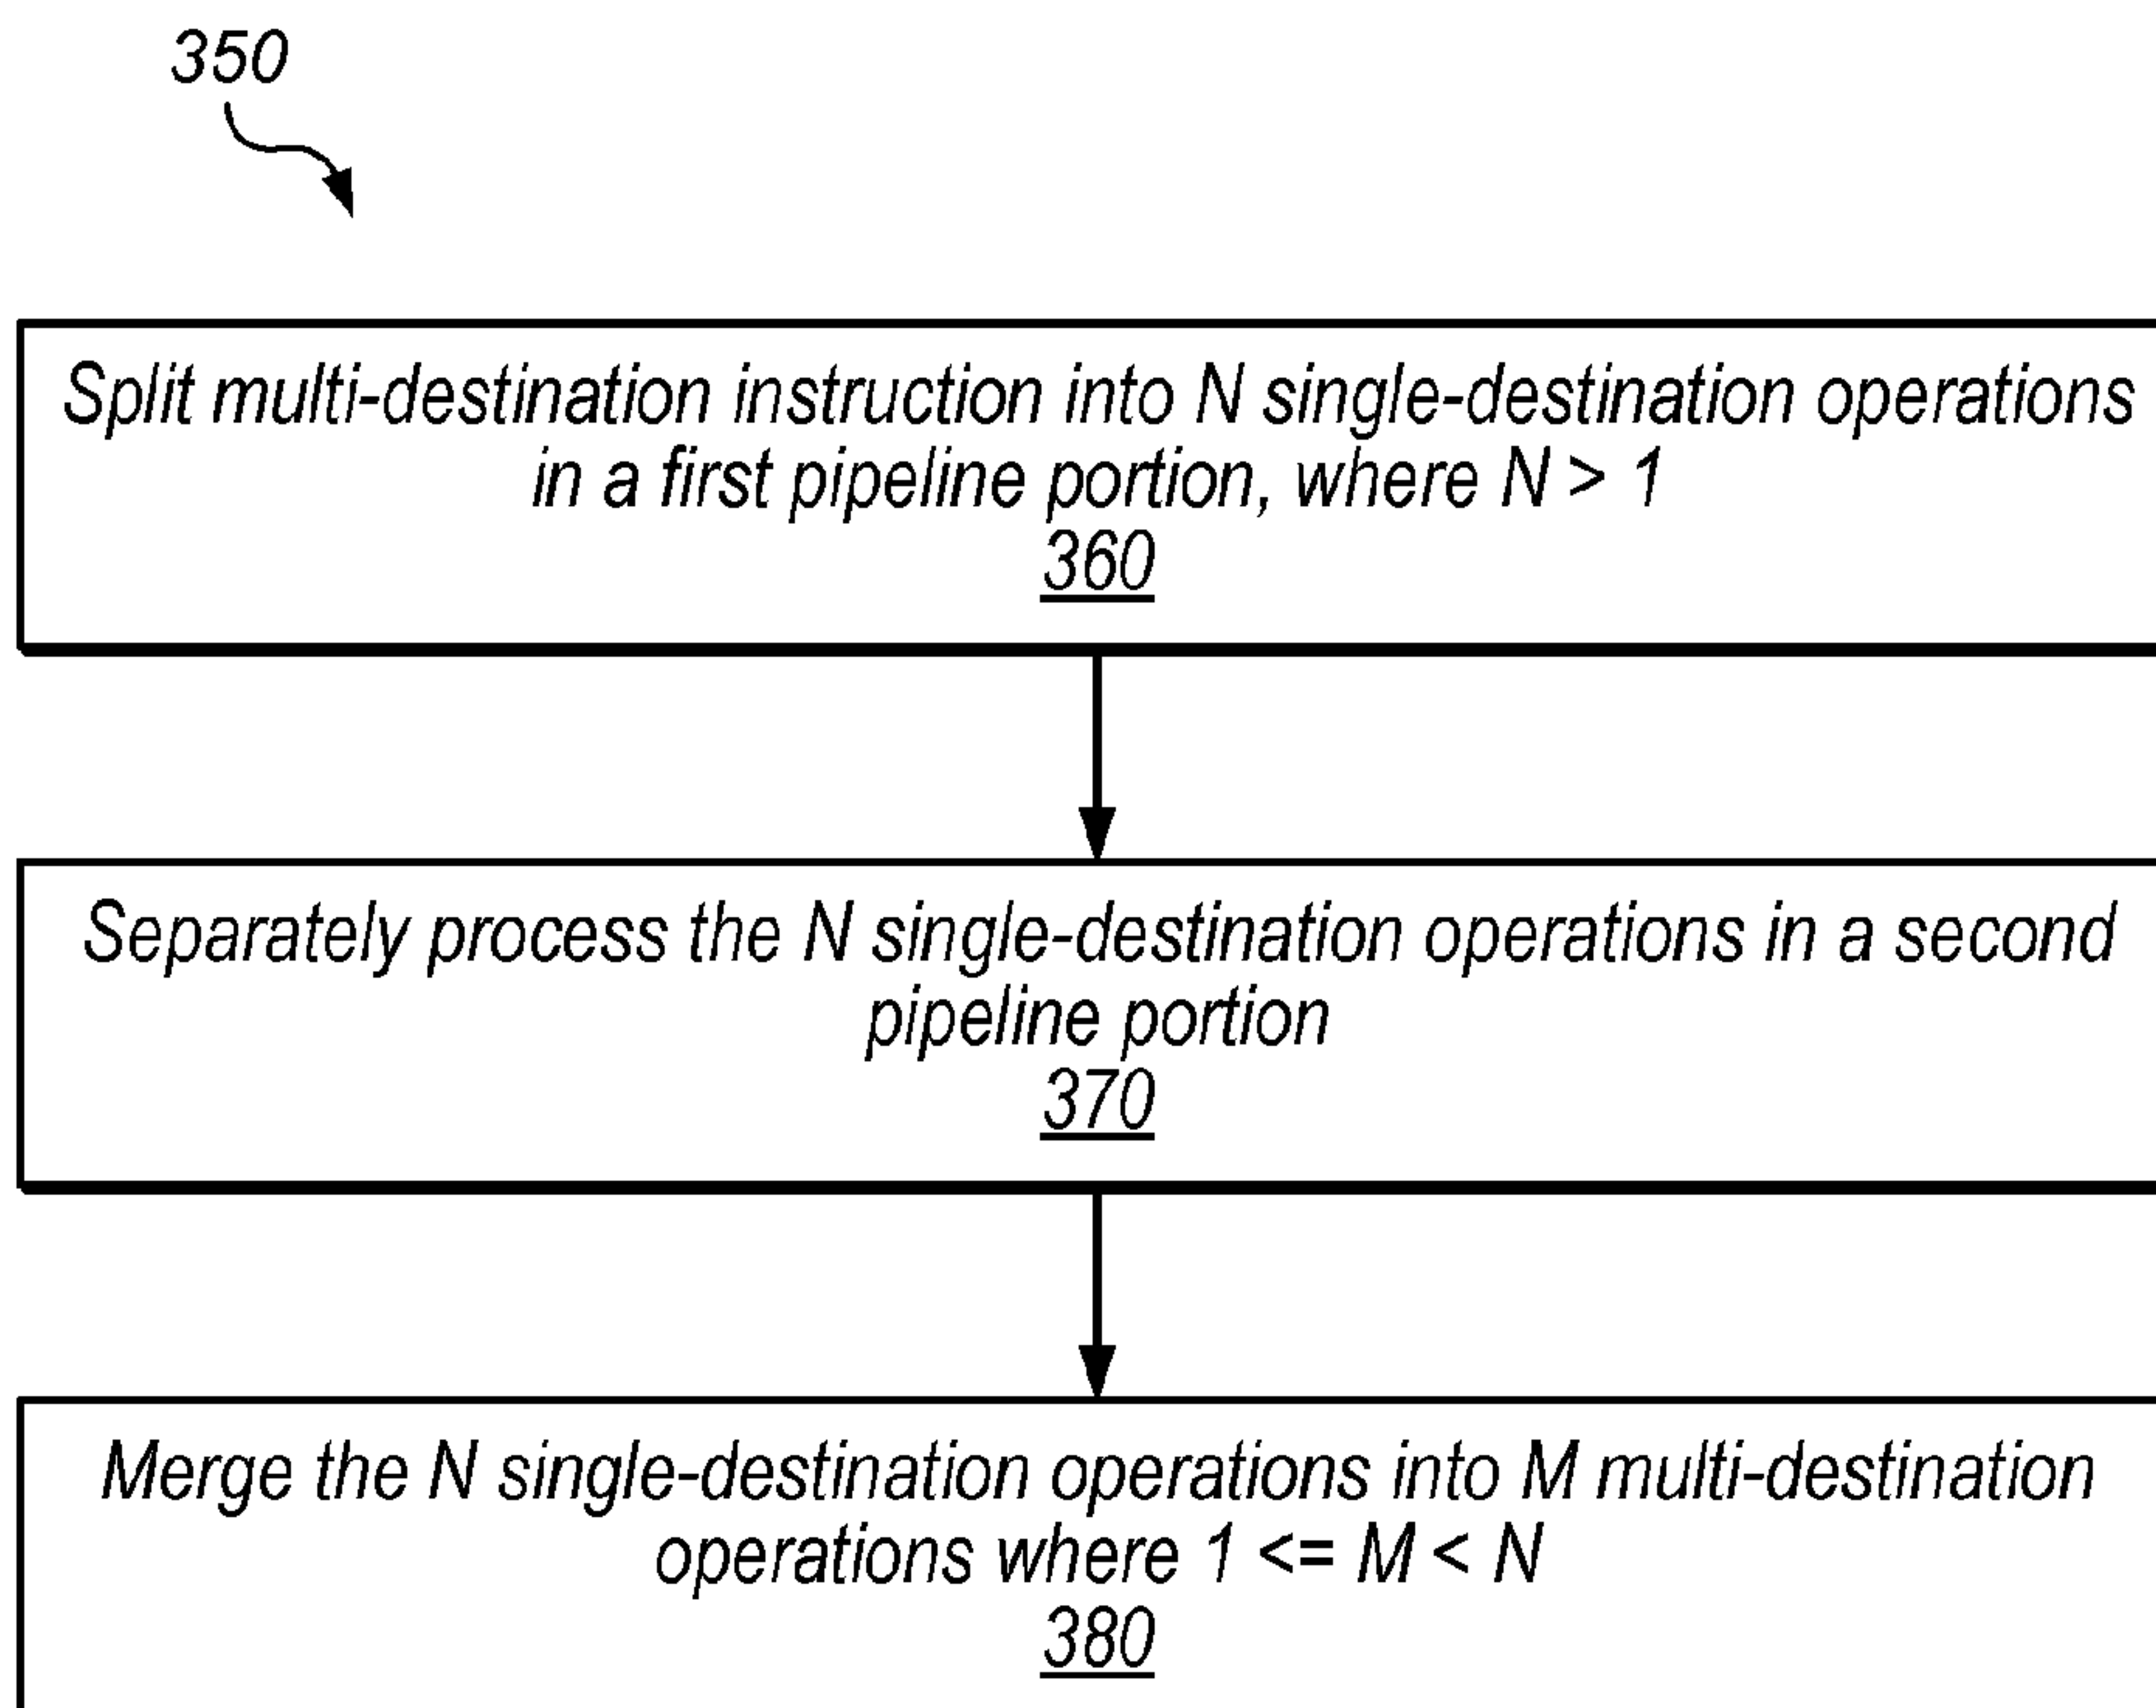 350
Split multi-destination instruction into N single-destination operations
in a first pipeline portion, where N > 1
360
Separately process the N single-destination operations in a second
pipeline portion
370
Merge the N single-destination operations into M multi-destination
operations where 1 <= M < N
380